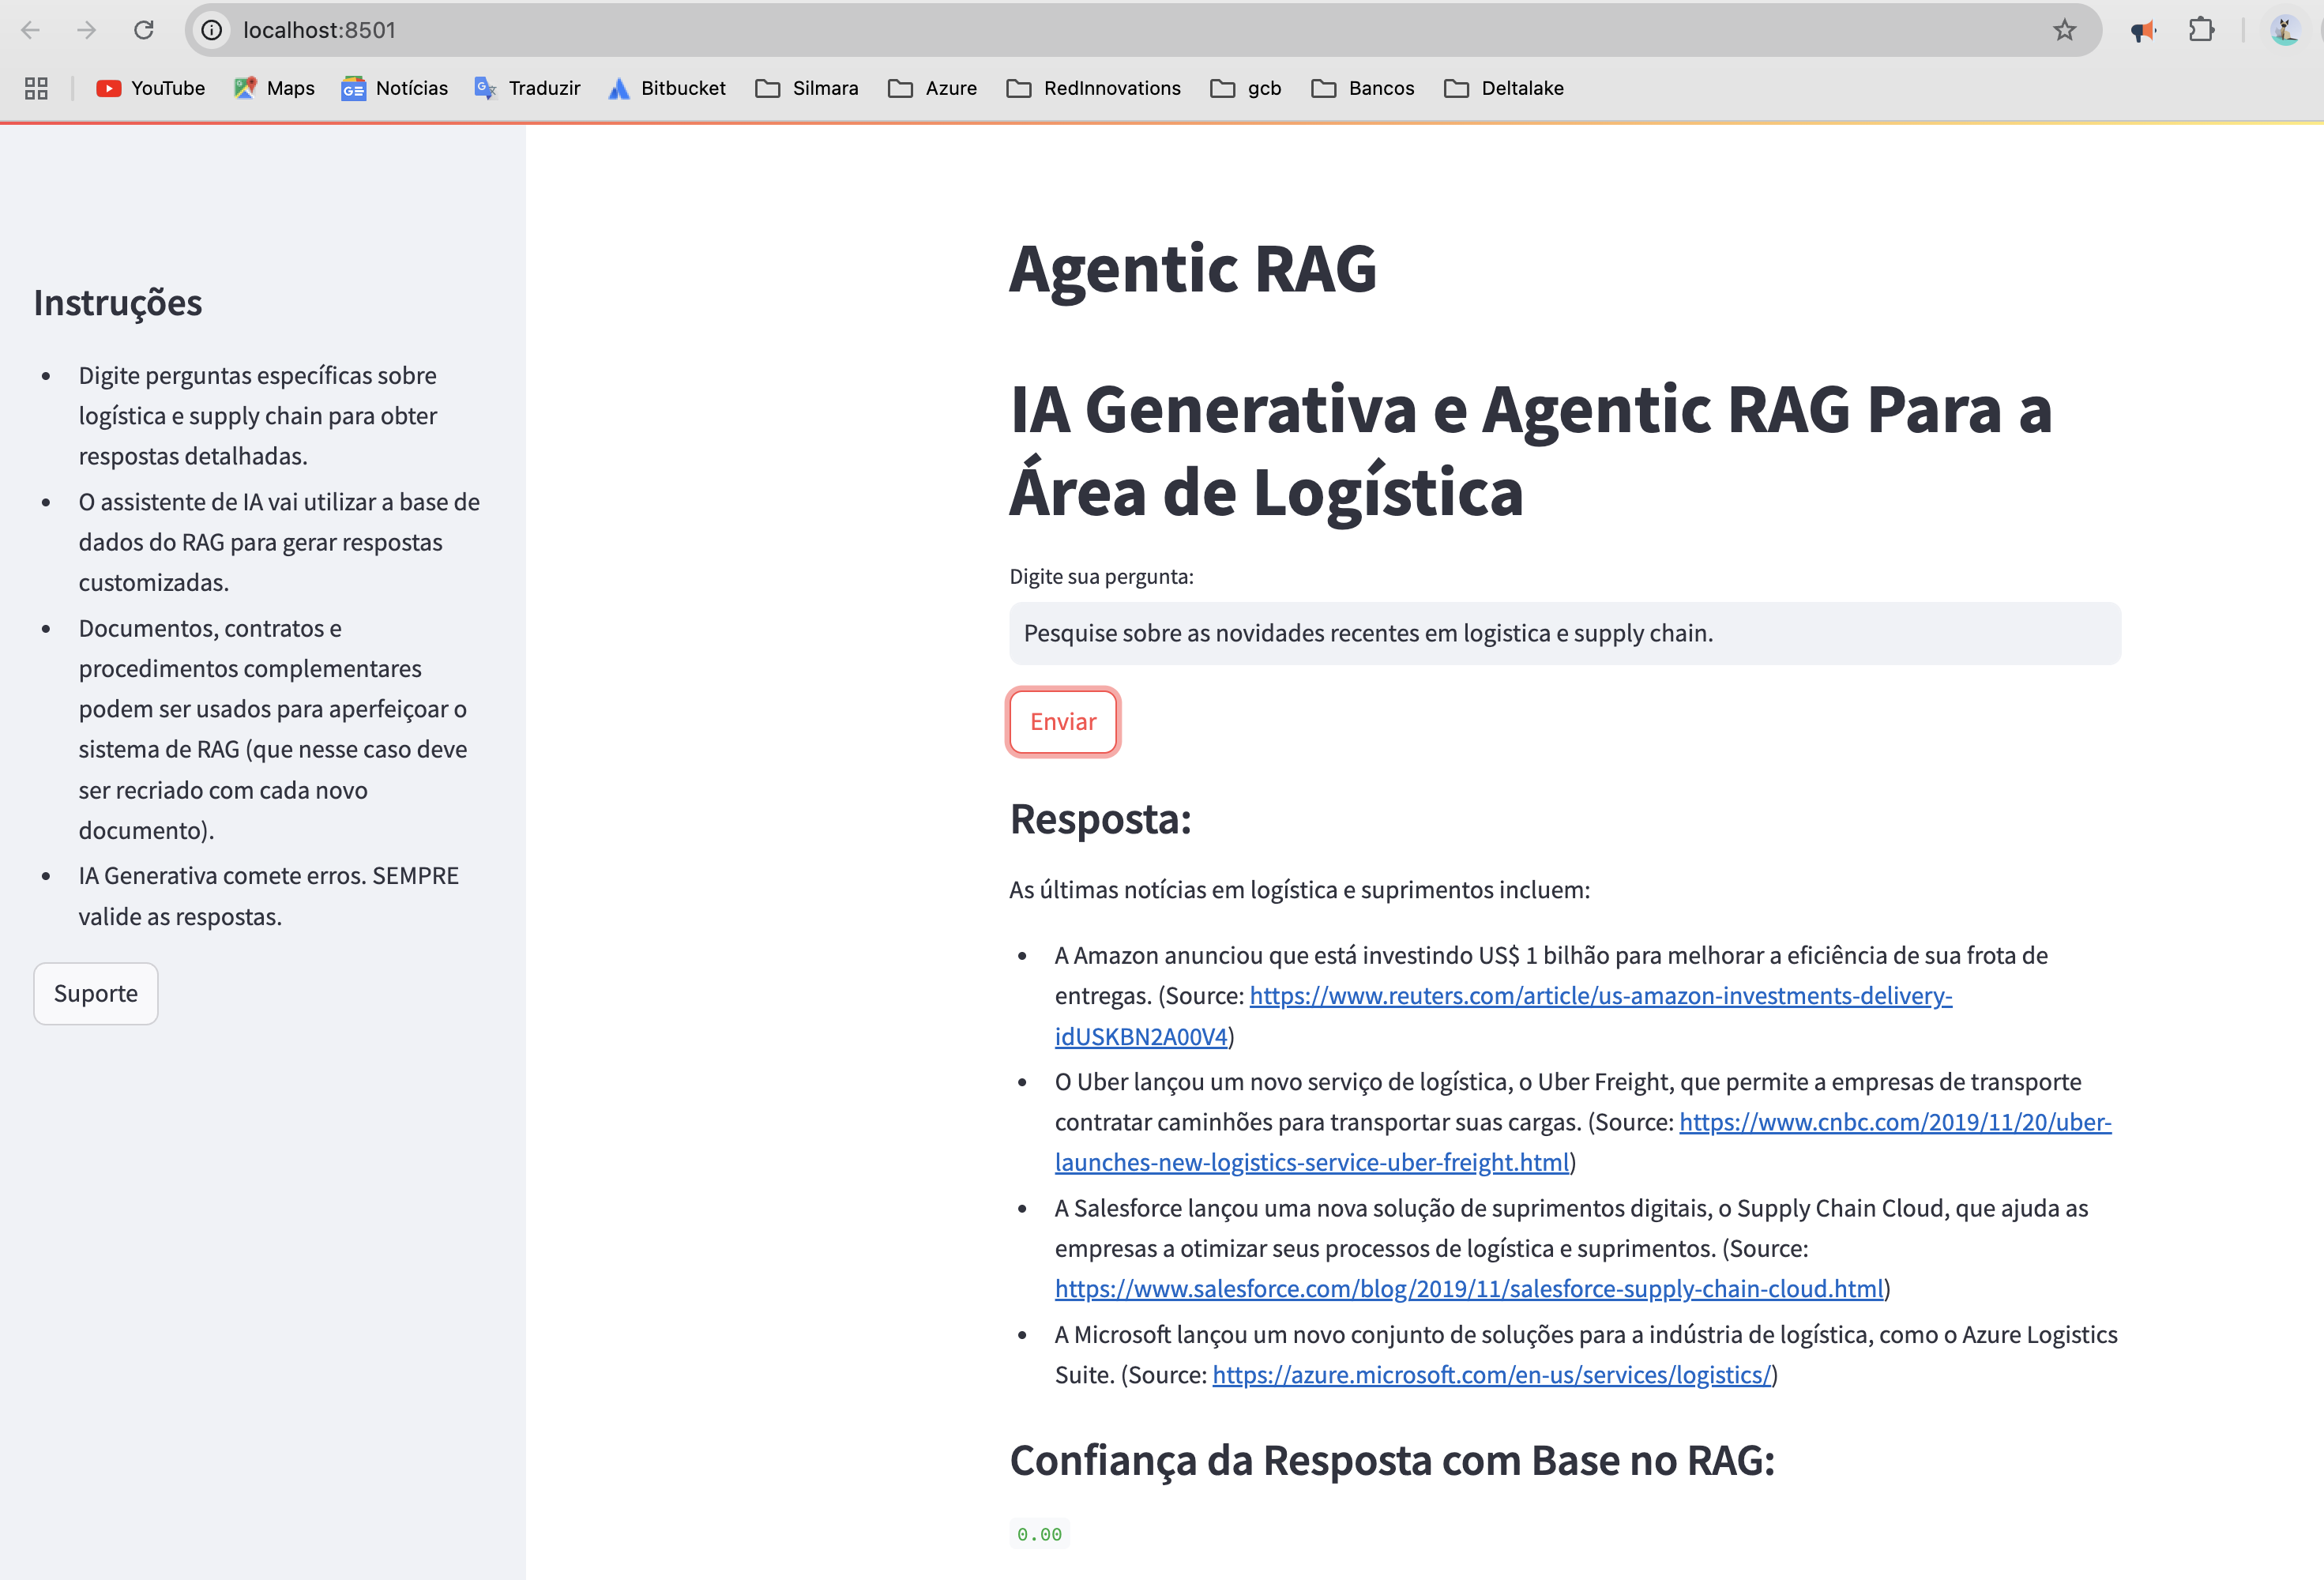 localhost:8501
YouTube Maps Notícias Traduzir Bitbucket Silmara Azure RedInnovations gcb Bancos Deltalake
Instruções
Digite perguntas específicas sobre
logística e supply chain para obter
respostas detalhadas.
O assistente de IA vai utilizar a base de
dados do RAG para gerar respostas
customizadas.
Documentos, contratos e
procedimentos complementares
podem ser usados para aperfeiçoar o
sistema de RAG (que nesse caso deve
ser recriado com cada novo
documento).
IA Generativa comete erros. SEMPRE
valide as respostas.
Suporte
Agentic RAG
IA Generativa e Agentic RAG Para a
Área de Logística
Digite sua pergunta:
Pesquise sobre as novidades recentes em logistica e supply chain.
Enviar
Resposta:
As últimas notícias em logística e suprimentos incluem:
A Amazon anunciou que está investindo US$ 1 bilhão para melhorar a eficiência de sua frota de
entregas. (Source: https://www.reuters.com/article/us-amazon-investments-delivery-
idUSKBN2A00V4)
O Uber lançou um novo serviço de logística, o Uber Freight, que permite a empresas de transporte
contratar caminhões para transportar suas cargas. (Source: https://www.cnbc.com/2019/11/20/uber-
launches-new-logistics-service-uber-freight.html)
A Salesforce lançou uma nova solução de suprimentos digitais, o Supply Chain Cloud, que ajuda as
empresas a otimizar seus processos de logística e suprimentos. (Source:
https://www.salesforce.com/blog/2019/11/salesforce-supply-chain-cloud.html)
A Microsoft lançou um novo conjunto de soluções para a indústria de logística, como o Azure Logistics
Suite. (Source: https://azure.microsoft.com/en-us/services/logistics/)
Confiança da Resposta com Base no RAG:
0.00